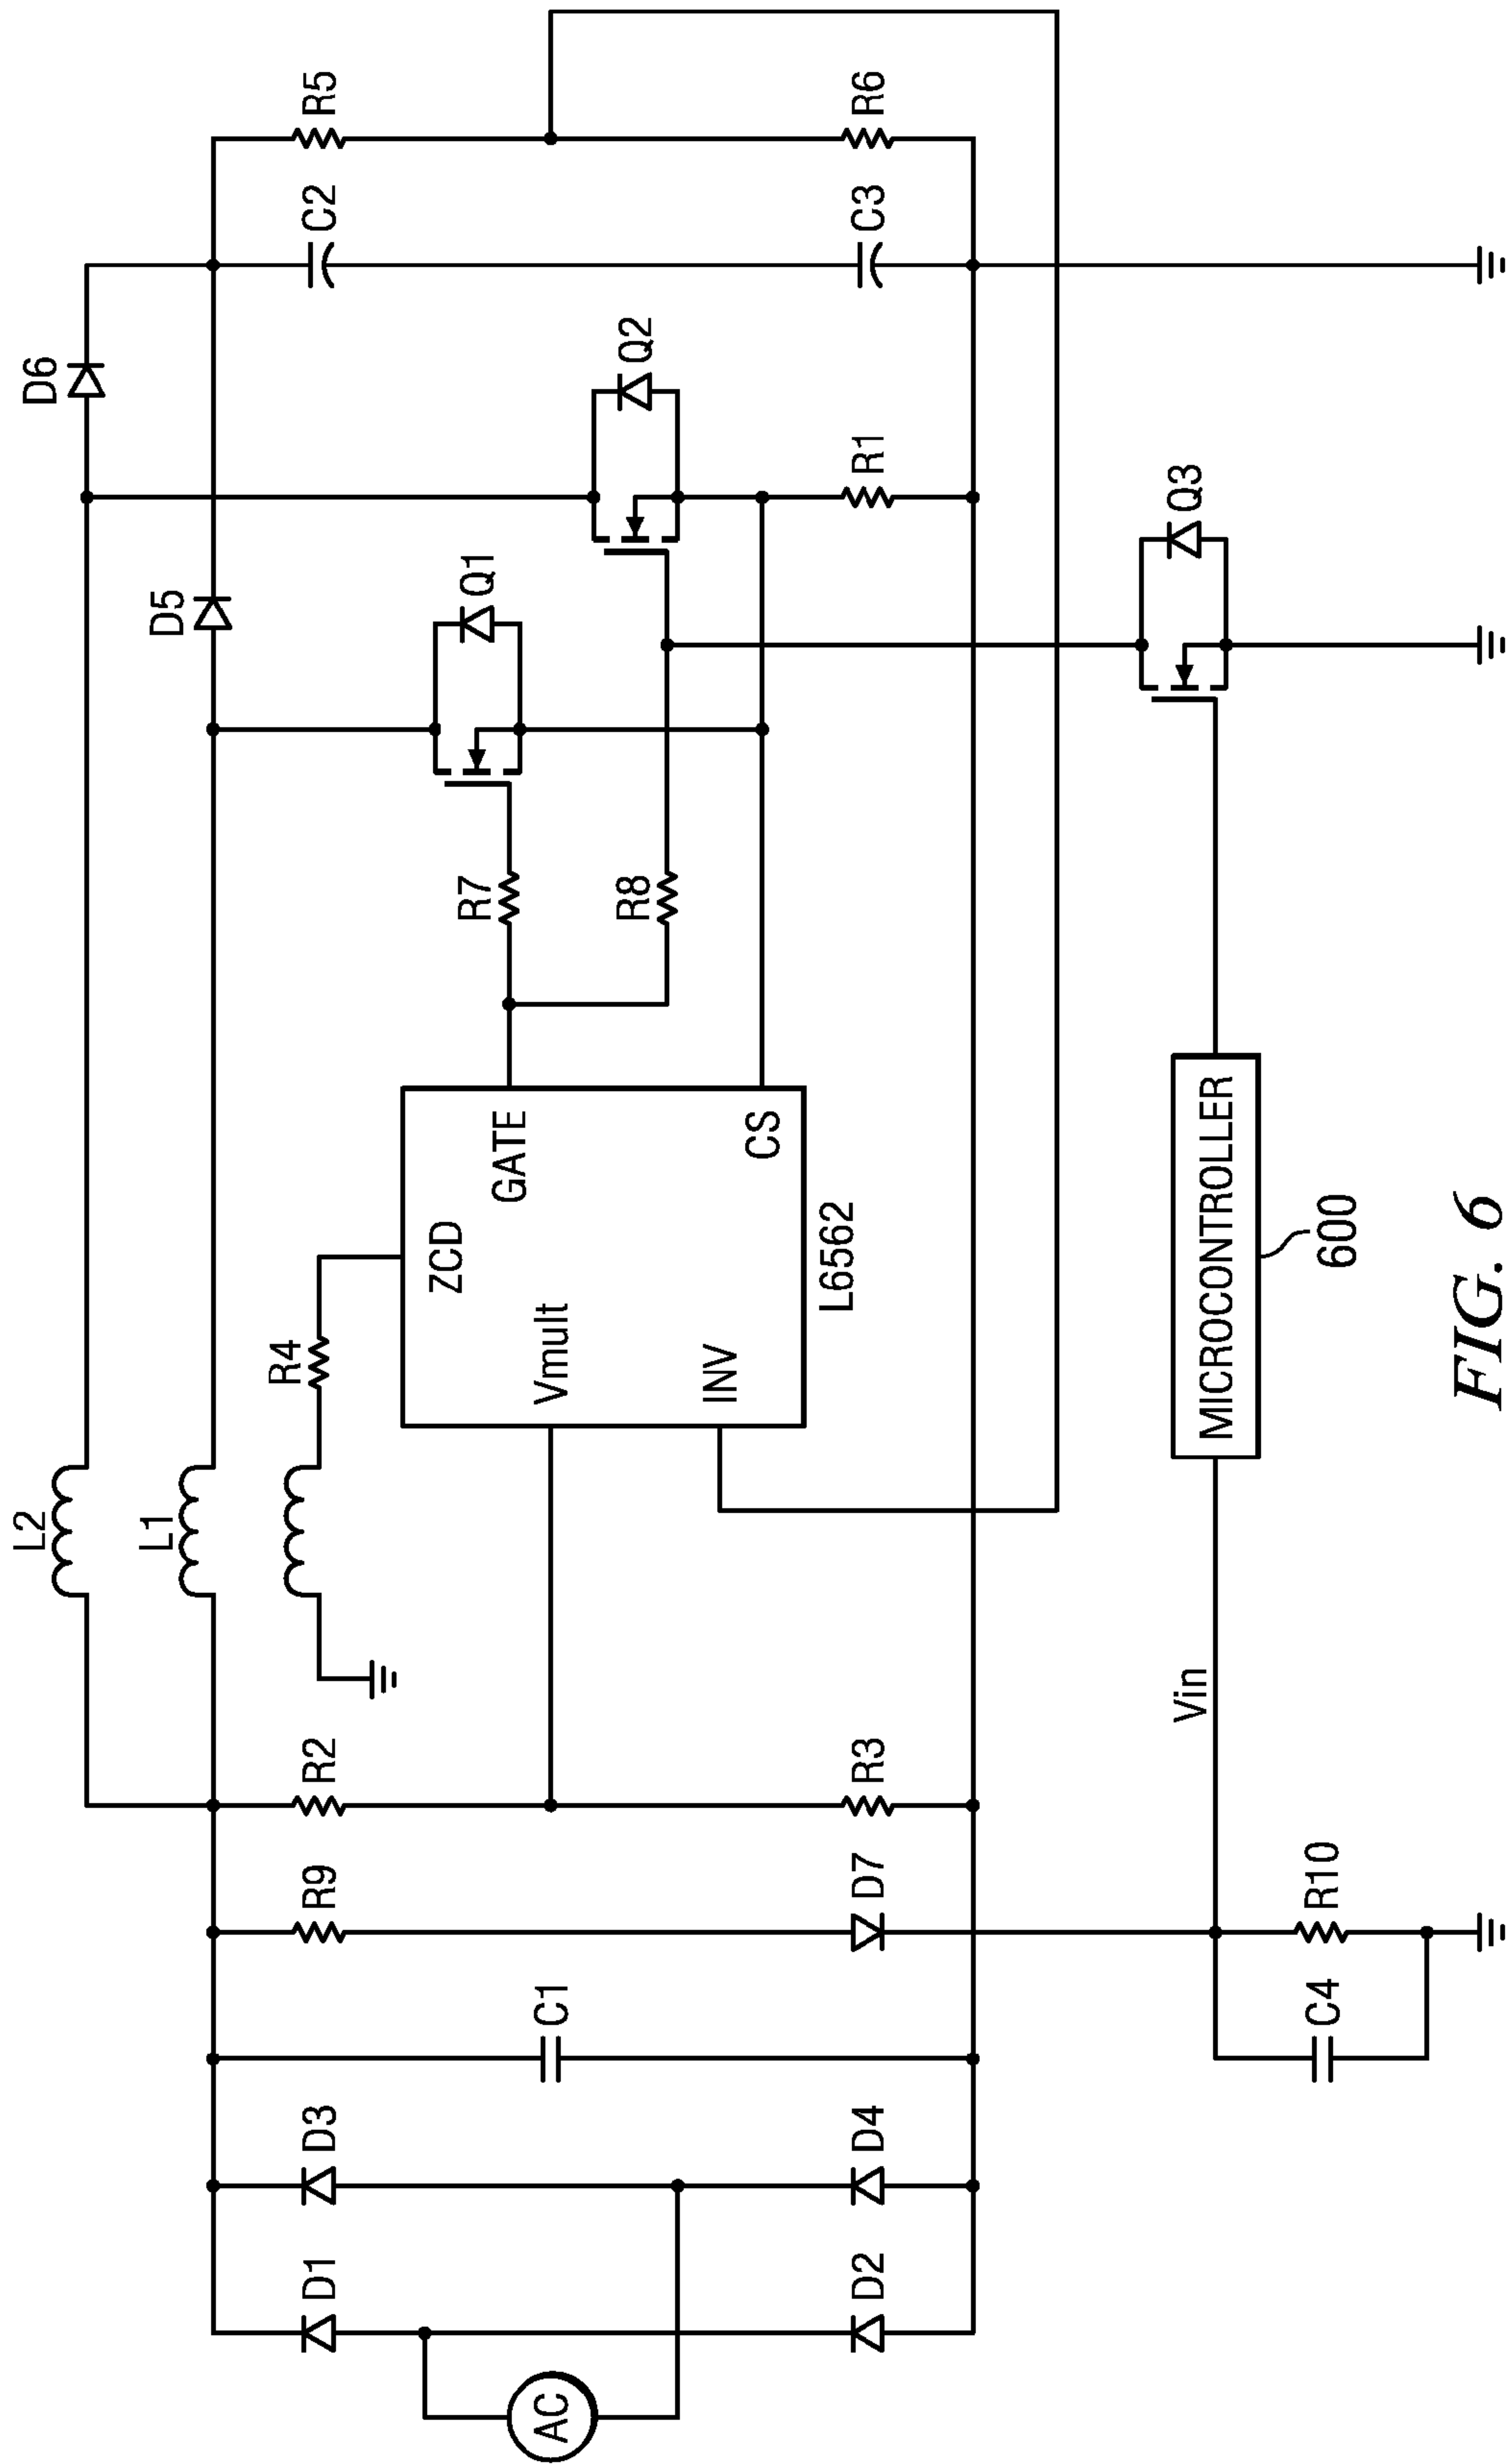 L2
D6
L1
D5
R4
R2
R9
D3
D1
C1
AC
R3
D7
D4
D2
ZCD
GATE
Vmult
INV
CS
L6562
R7
R8
Q1
Q2
R1
C2
R5
C3
R6
Vin
MICROCONTROLLER
600
Q3
C4
R10
FIG. 6